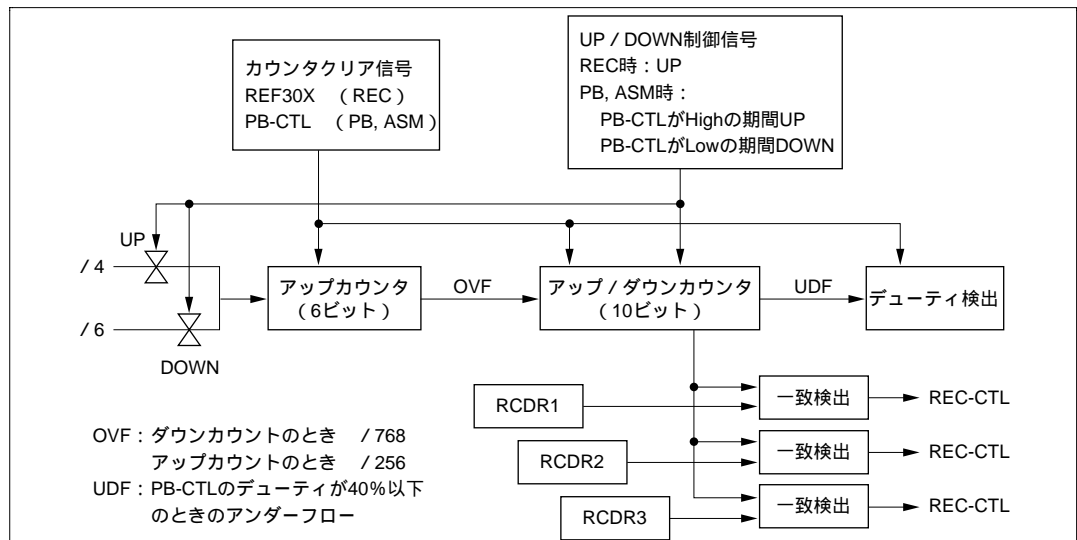 カウンタクリア信号
REF30X （REC）
PB-CTL （PB, ASM）
UP / DOWN制御信号
REC時：UP
PB, ASM時：
PB-CTLがHighの期間UP
PB-CTLがLowの期間DOWN
UP
/ 4
/ 6
DOWN
アップカウンタ
（6ビット）
OVF
アップ / ダウンカウンタ
（10ビット）
UDF
デューティ検出
RCDR1
一致検出
REC-CTL
RCDR2
一致検出
REC-CTL
RCDR3
一致検出
REC-CTL
OVF：ダウンカウントのとき / 768
アップカウントのとき / 256
UDF：PB-CTLのデューティが40％以下
のときのアンダーフロー